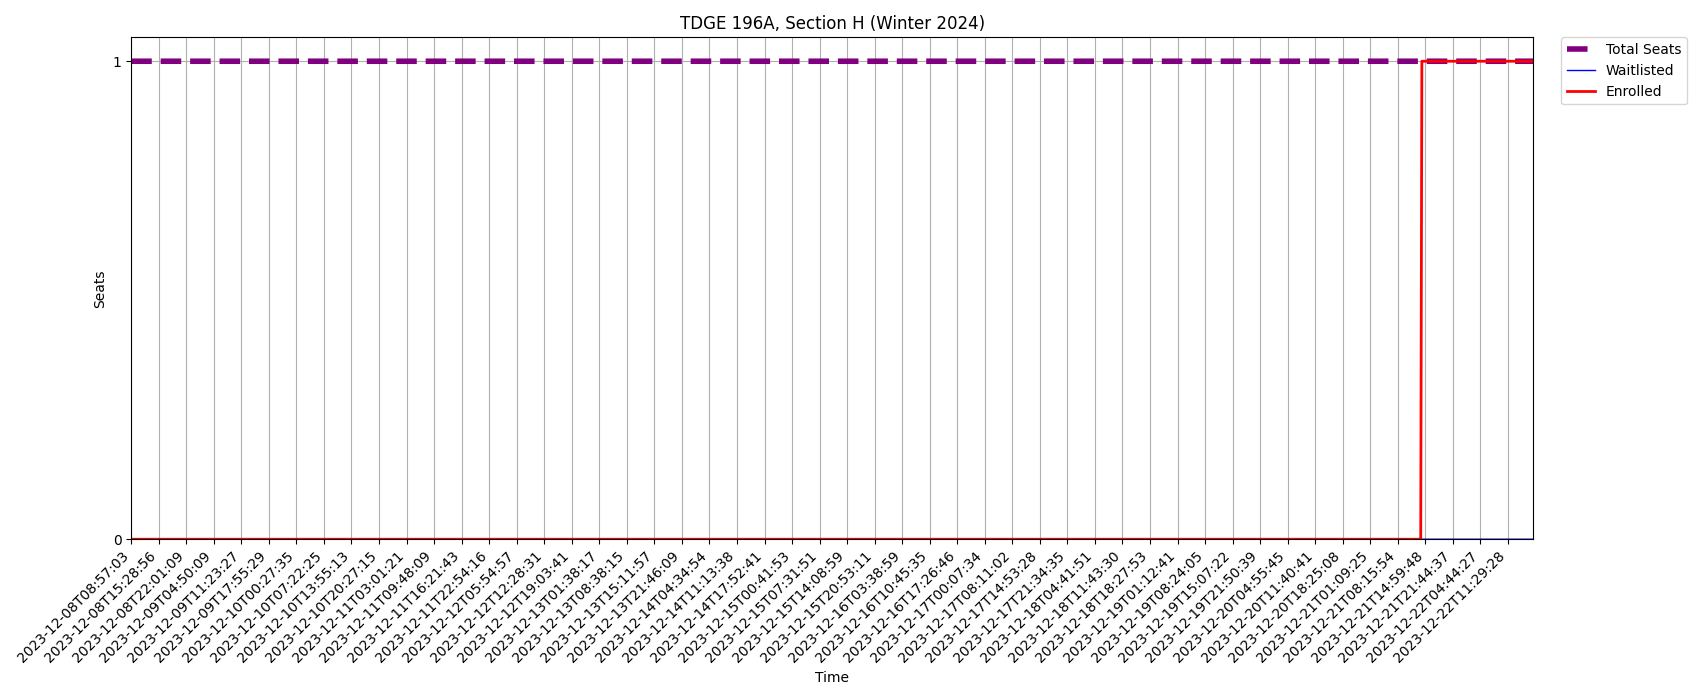 TDGE 196A, Section H (Winter 2024)
Total Seats
Waitlisted
Enrolled
1
0
Seats
2023-12-08T08:57:03
2023-12-08T15:28:56
2023-12-08T22:01:09
2023-12-09T04:50:09
2023-12-09T11:23:27
2023-12-09T17:55:29
2023-12-10T00:27:35
2023-12-10T07:22:25
2023-12-10T13:55:13
2023-12-10T20:27:15
2023-12-11T03:01:21
2023-12-11T09:48:09
2023-12-11T16:21:43
2023-12-11T22:54:16
2023-12-12T05:54:57
2023-12-12T12:28:31
2023-12-12T19:03:41
2023-12-13T01:38:17
2023-12-13T08:38:15
2023-12-13T15:11:57
2023-12-13T21:46:09
2023-12-14T04:34:54
2023-12-14T11:13:38
2023-12-14T17:52:41
2023-12-15T00:41:53
2023-12-15T07:31:51
2023-12-15T14:08:59
2023-12-15T20:53:11
2023-12-16T03:38:59
2023-12-16T10:45:35
2023-12-16T17:26:46
2023-12-17T00:07:34
2023-12-17T08:11:02
2023-12-17T14:53:28
2023-12-17T21:34:35
2023-12-18T04:41:51
2023-12-18T11:43:30
2023-12-18T18:27:53
2023-12-19T01:12:41
2023-12-19T08:24:05
2023-12-19T15:07:22
2023-12-19T21:50:39
2023-12-20T04:55:45
2023-12-20T11:40:41
2023-12-20T18:25:08
2023-12-21T01:09:25
2023-12-21T08:15:54
2023-12-21T14:59:48
2023-12-21T21:44:37
2023-12-22T04:44:27
2023-12-22T11:29:28
Time